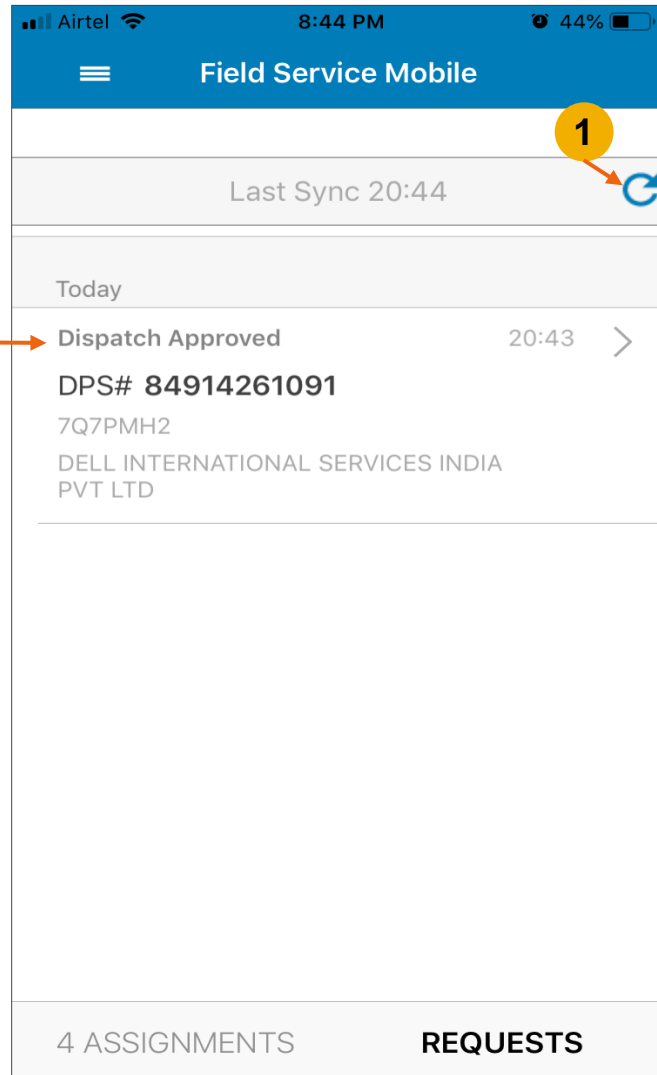 Airtel 8:44 PM 44%
Field Service Mobile
1
Last Sync 20:44
Today
Dispatch Approved 20:43
DPS# 84914261091
7Q7PMH2
DELL INTERNATIONAL SERVICES INDIA
PVT LTD
4 ASSIGNMENTS REQUESTS